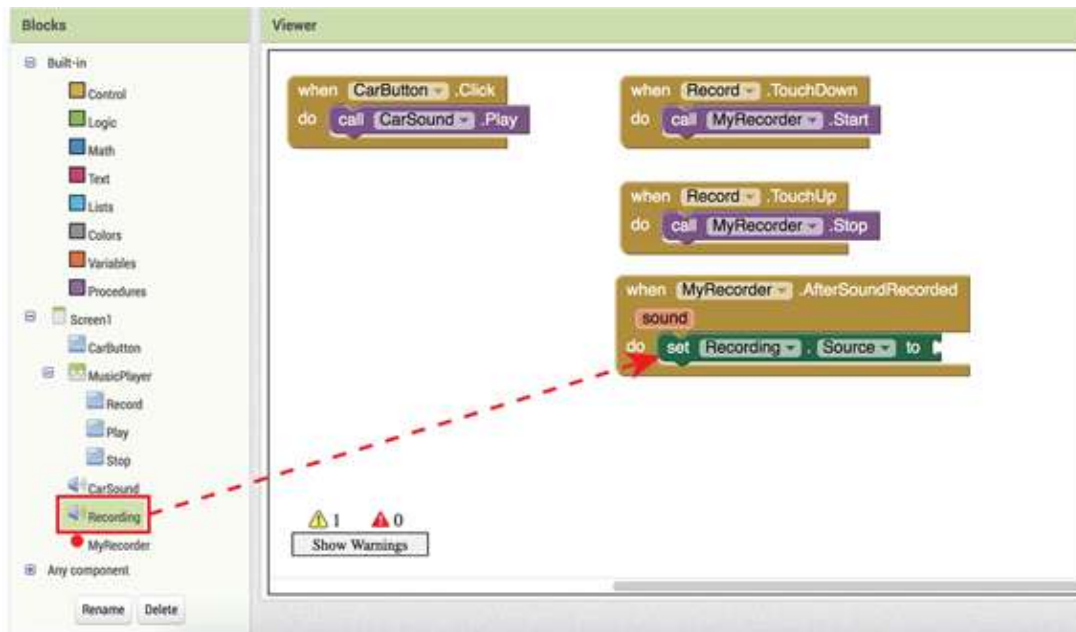 Blocks
Built-in
Control
Logic
Math
Text
Lists
Colors
Variables
Procedures
Screen1
CarButton
MusicPlayer
Record
Play
Stop
CarSound
Recording
MyRecorder
Any component
Rename Delete
Viewer
when CarButton .Click
do call CarSound .Play
when Record .TouchDown
do call MyRecorder .Start
when Record .TouchUp
do call MyRecorder .Stop
when MyRecorder .AfterSoundRecorded
sound
do set Recording . Source to
1 0
Show Warnings